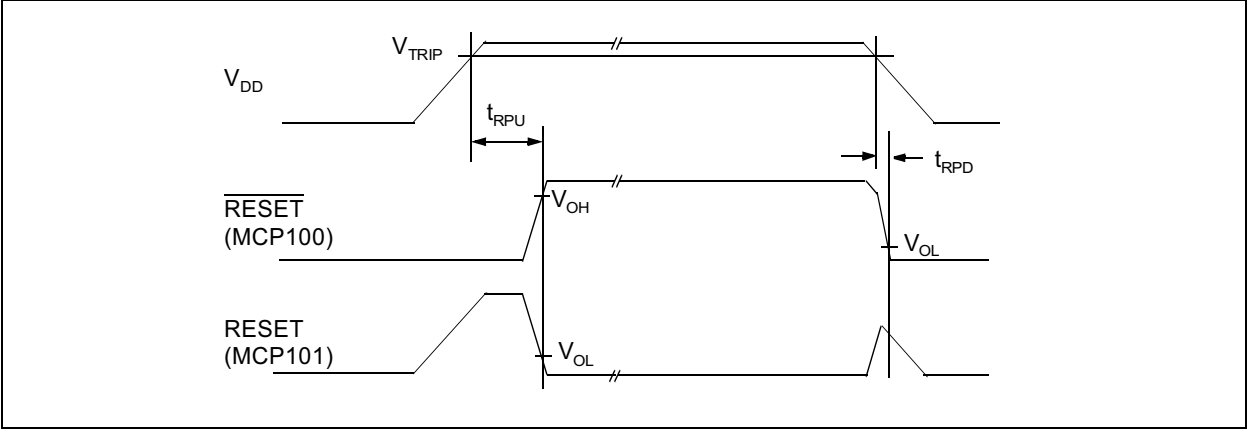 VTRIP
VDD
tRPU
tRPD
RESET
(MCP100)
VOH
VOL
RESET
(MCP101)
VOL